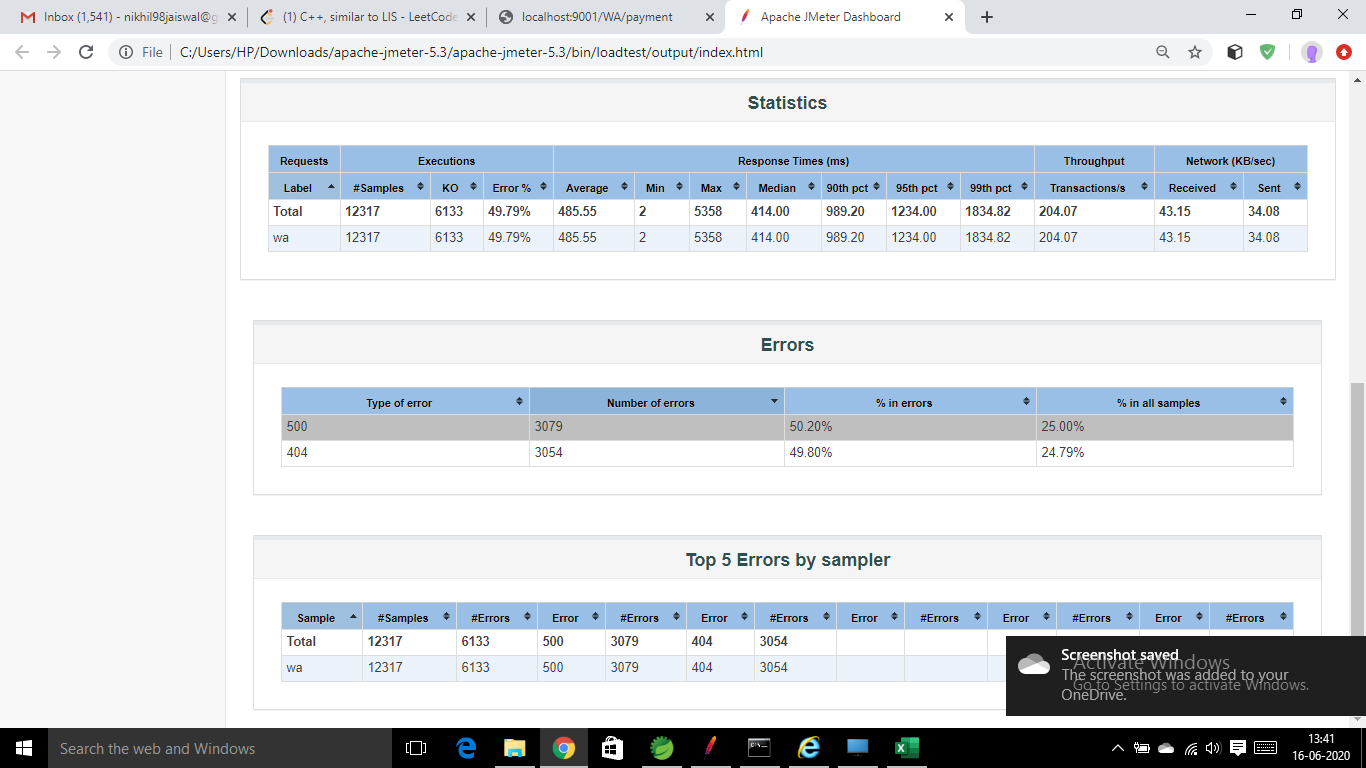 Inbox (1,541) - nikhil98jaiswal@g
(1) C++, similar to LIS - LeetCode
localhost:9001/WA/payment
Apache JMeter Dashboard
File C:/Users/HP/Downloads/apache-jmeter-5.3/apache-jmeter-5.3/bin/loadtest/output/index.html
Statistics
Requests Executions Response Times (ms) Throughput Network (KB/sec)
Label #Samples KO Error % Average Min Max Median 90th pct 95th pct 99th pct Transactions/s Received Sent
Total 12317 6133 49.79% 485.55 2 5358 414.00 989.20 1234.00 1834.82 204.07 43.15 34.08
wa 12317 6133 49.79% 485.55 2 5358 414.00 989.20 1234.00 1834.82 204.07 43.15 34.08
Errors
Type of error Number of errors % in errors % in all samples
500 3079 50.20% 25.00%
404 3054 49.80% 24.79%
Top 5 Errors by sampler
Sample #Samples #Errors Error #Errors Error #Errors Error #Errors Error #Errors Error #Errors
Total 12317 6133 500 3079 404 3054
wa 12317 6133 500 3079 404 3054
Screenshot saved
Activate Windows
The screenshot was added to your
Go to Settings to activate Windows.
OneDrive.
Search the web and Windows
13:41
16-06-2020